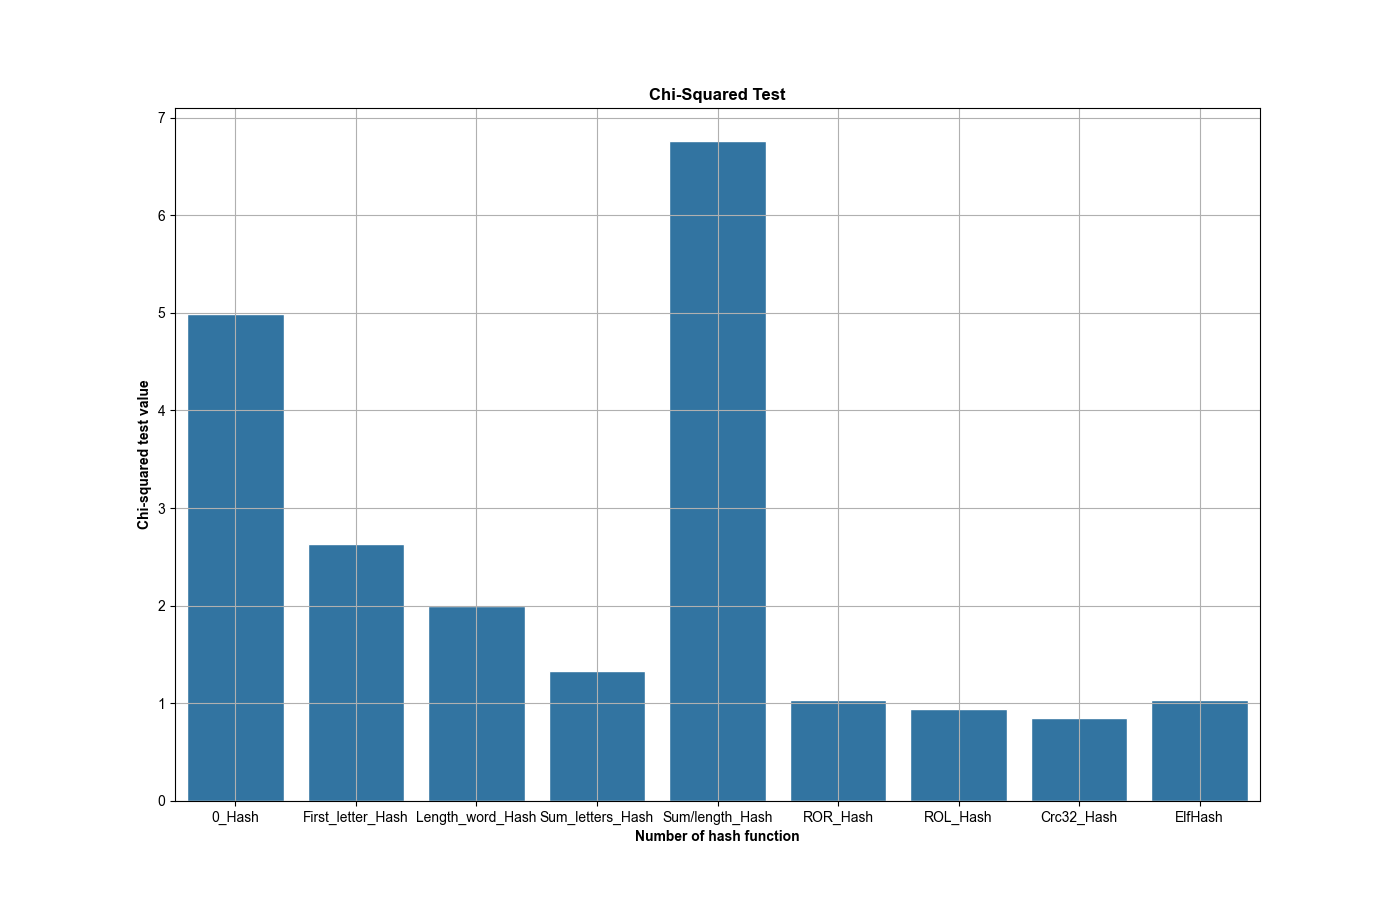 Chi-Squared Test
7
6
5
4
3
2
1
0
Chi-squared test value
0_Hash First_letter_Hash Length_word_Hash Sum_letters_Hash Sum/length_Hash ROR_Hash ROL_Hash Crc32_Hash ElfHash
Number of hash function